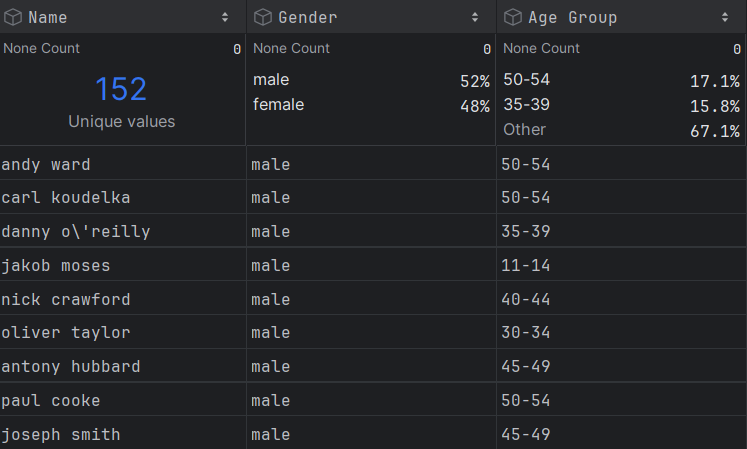 Name Gender Age Group
None Count 0 None Count 0 None Count 0
152 male 52% 50-54 17.1%
Unique values female 48% 35-39 15.8%
Other 67.1%
andy ward male 50-54
carl koudelka male 50-54
danny o\'reilly male 35-39
jakob moses male 11-14
nick crawford male 40-44
oliver taylor male 30-34
antony hubbard male 45-49
paul cooke male 50-54
joseph smith male 45-49